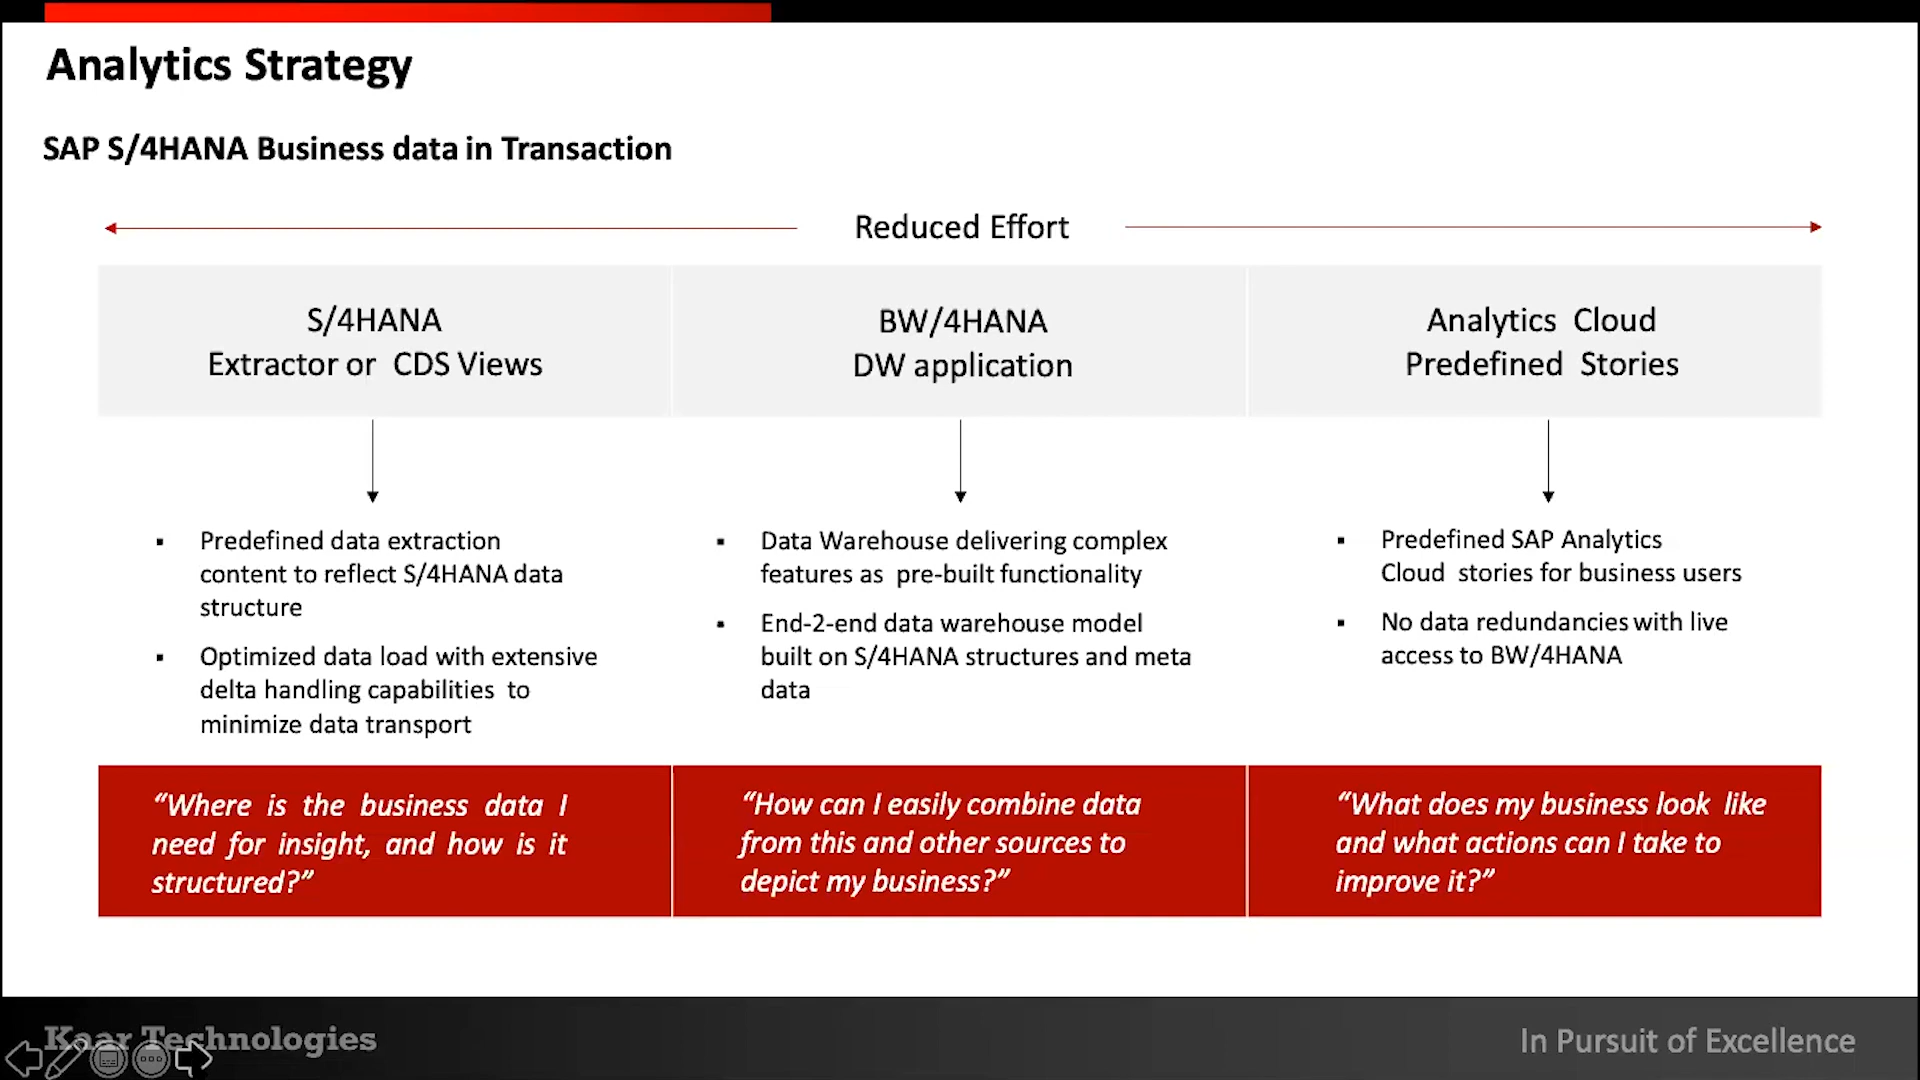 Analytics Strategy
SAP S/4HANA Business data in Transaction
Reduced Effort
S/4HANA
Extractor or CDS Views
BW/4HANA
DW application
Analytics Cloud
Predefined Stories
▪ Predefined data extraction
content to reflect S/4HANA data
structure
▪ Optimized data load with extensive
delta handling capabilities to
minimize data transport
▪ Data Warehouse delivering complex
features as pre-built functionality
▪ End-2-end data warehouse model
built on S/4HANA structures and meta
data
▪ Predefined SAP Analytics
Cloud stories for business users
▪ No data redundancies with live
access to BW/4HANA
“Where is the business data I
need for insight, and how is it
structured?”
“How can I easily combine data
from this and other sources to
depict my business?”
“What does my business look like
and what actions can I take to
improve it?”
Kaar Technologies
In Pursuit of Excellence